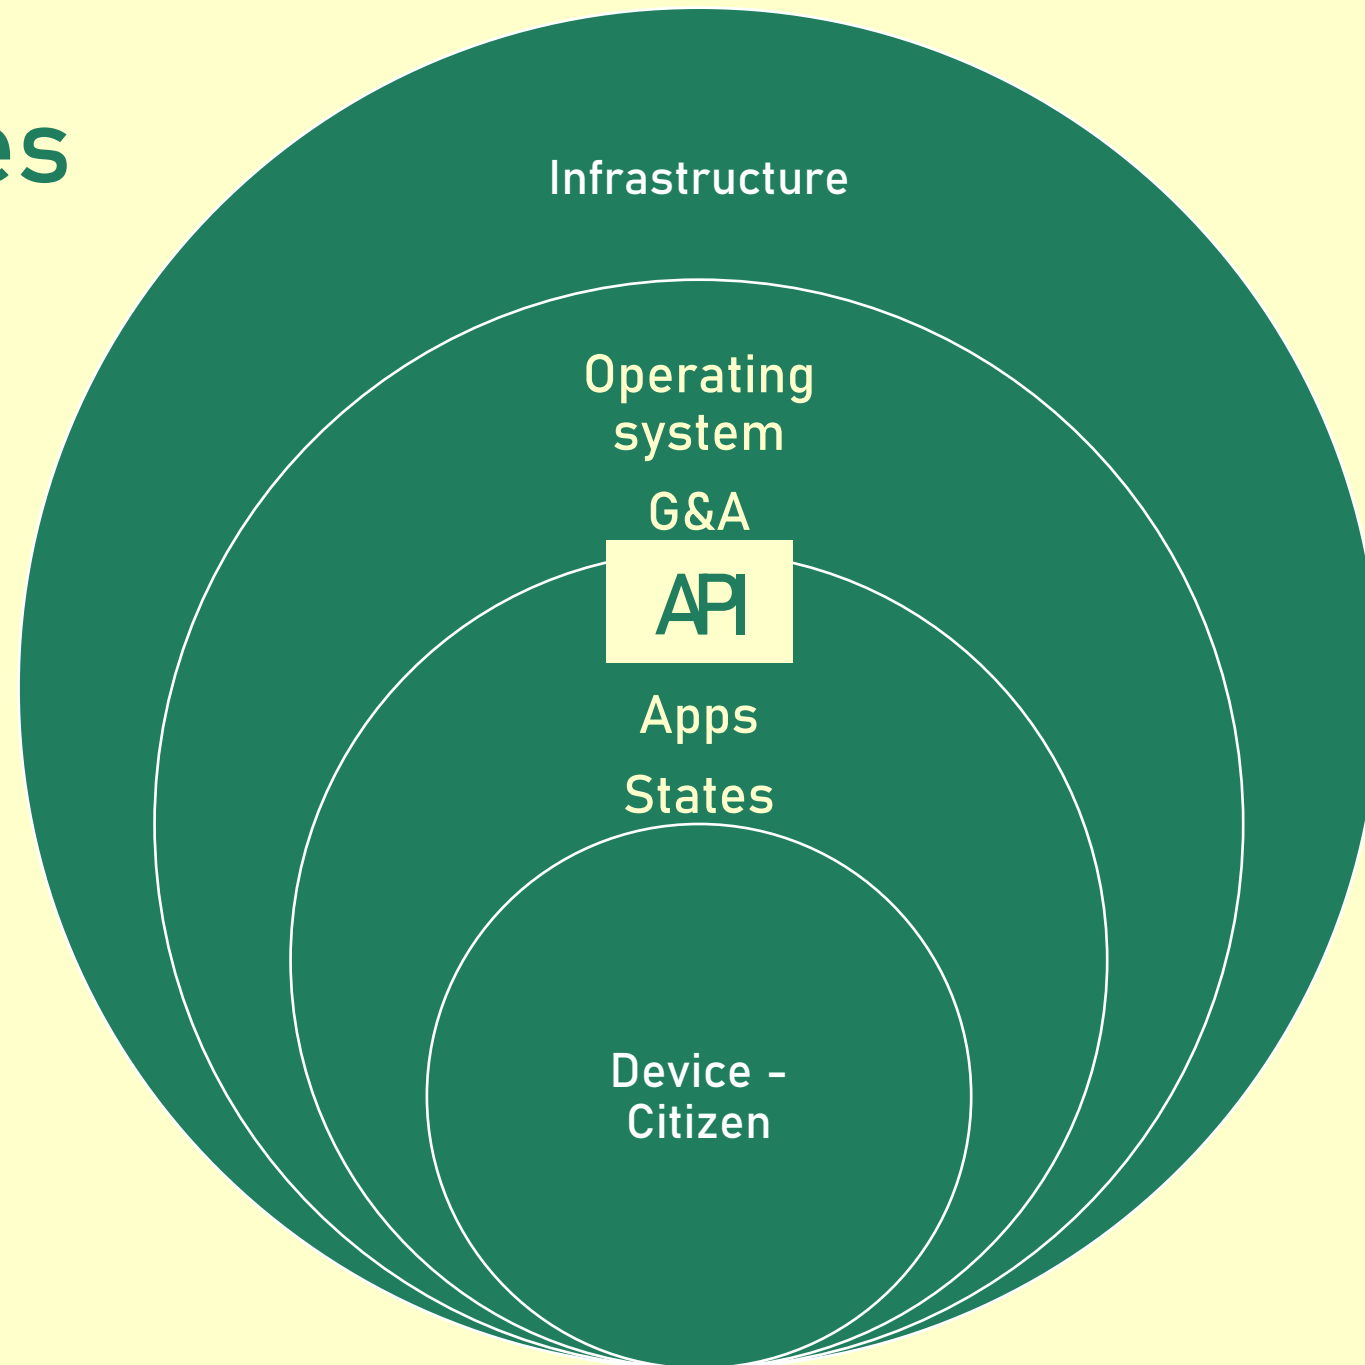 es
Infrastructure
Operating
system
G&A
API
Apps
States
Device -
Citizen